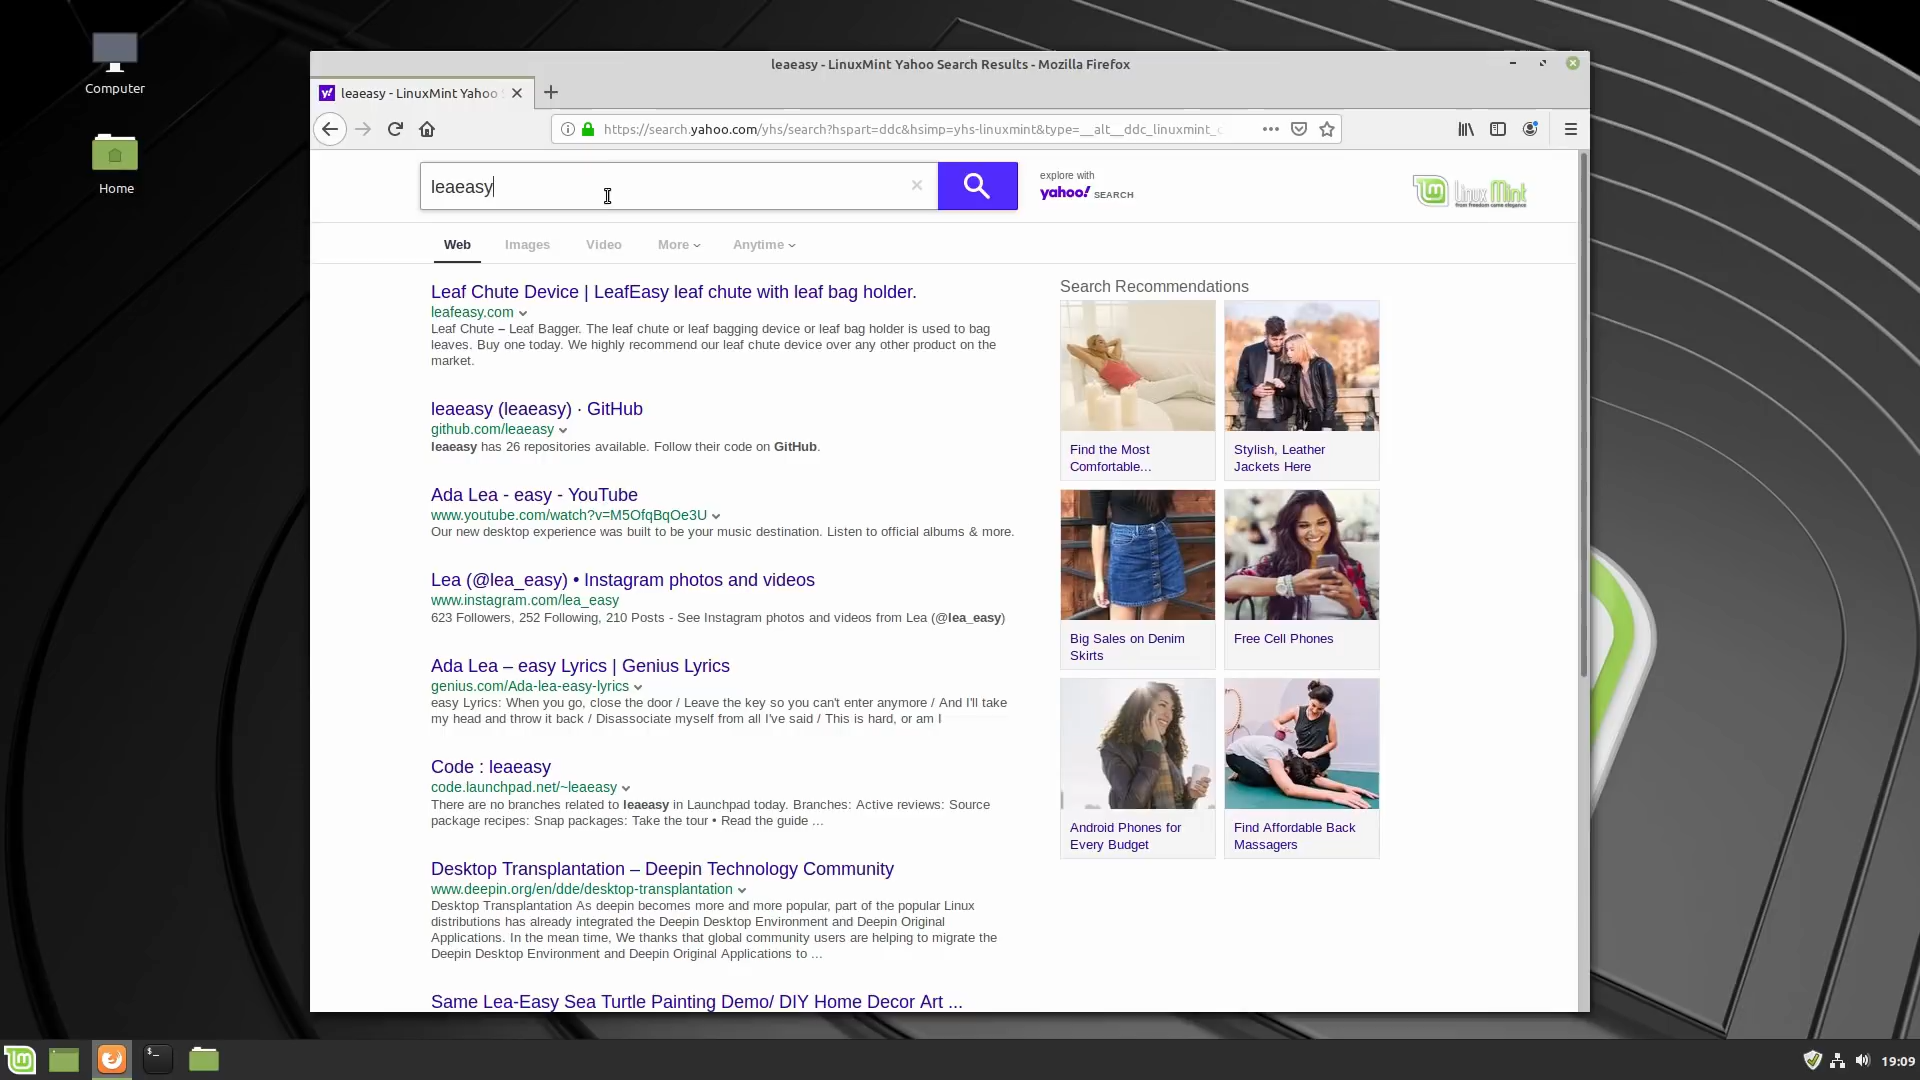 Computer
Home
leaeasy - LinuxMint Yahoo Search Results - Mozilla Firefox
y! leaeasy - LinuxMint Yahoo
https://search.yahoo.com/yhs/search?hspart=ddc&hsimp=yhs-linuxmint&type=__alt__ddc_linuxmint_c
leaeasy
explore with
yahoo! SEARCH
Linux Mint
from freedom came elegance
Web Images Video More Anytime
Leaf Chute Device | LeafEasy leaf chute with leaf bag holder.
leafeasy.com
Leaf Chute – Leaf Bagger. The leaf chute or leaf bagging device or leaf bag holder is used to bag
leaves. Buy one today. We highly recommend our leaf chute device over any other product on the
market.
leaeasy (leaeasy) · GitHub
github.com/leaeasy
leaeasy has 26 repositories available. Follow their code on GitHub.
Ada Lea - easy - YouTube
www.youtube.com/watch?v=M5OfqBqOe3U
Our new desktop experience was built to be your music destination. Listen to official albums & more.
Lea (@lea_easy) • Instagram photos and videos
www.instagram.com/lea_easy
623 Followers, 252 Following, 210 Posts - See Instagram photos and videos from Lea (@lea_easy)
Ada Lea – easy Lyrics | Genius Lyrics
genius.com/Ada-lea-easy-lyrics
easy Lyrics: When you go, close the door / Leave the key so you can't enter anymore / And I'll take
my head and throw it back / Disassociate myself from all I've said / This is hard, or am I
Code : leaeasy
code.launchpad.net/~leaeasy
There are no branches related to leaeasy in Launchpad today. Branches: Active reviews: Source
package recipes: Snap packages: Take the tour • Read the guide ...
Desktop Transplantation – Deepin Technology Community
www.deepin.org/en/dde/desktop-transplantation
Desktop Transplantation As deepin becomes more and more popular, part of the popular Linux
distributions has already integrated the Deepin Desktop Environment and Deepin Original
Applications. In the mean time, We thanks that global community users are helping to migrate the
Deepin Desktop Environment and Deepin Original Applications to ...
Same Lea-Easy Sea Turtle Painting Demo/ DIY Home Decor Art ...
Search Recommendations
Find the Most
Comfortable...
Stylish, Leather
Jackets Here
Big Sales on Denim
Skirts
Free Cell Phones
Android Phones for
Every Budget
Find Affordable Back
Massagers
19:09